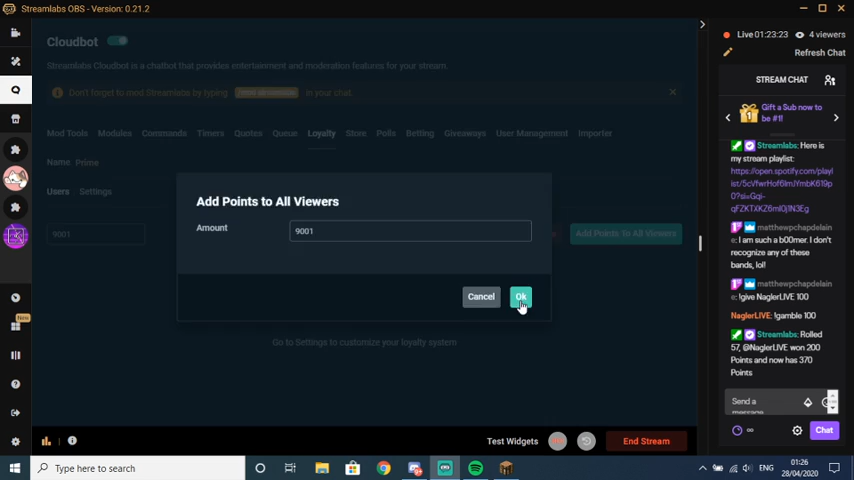 Streamlabs OBS - Version: 0.21.2
Cloudbot
Streamlabs Cloudbot is a chatbot that provides entertainment and moderation features for your stream.
Don't forget to mod Streamlabs by typing in your chat.
Mod Tools Modules Commands Timers Quotes Queue Loyalty Store Polls Betting Giveaways User Management Importer
Name Prime
Users Settings
9001
Add Points To All Viewers
Add Points to All Viewers
Amount
9001
Cancel
Ok
Go to Settings to customize your loyalty system
New
Test Widgets
End Stream
Live 01:23:23
4 viewers
Refresh Chat
STREAM CHAT
Gift a Sub now to
be #1!
Streamlabs: Here is
my stream playlist:
https://open.spotify.com/playl
matthewpchapdelain
e: I am such a b00mer. I don't
recognize any of these
bands, lol!
matthewpchapdelain
e: !give NaglerLIVE 100
NaglerLIVE: !gamble 100
Streamlabs: Rolled
57, @NaglerLIVE won 200
Points and now has 370
Points
Send a
message
Chat
Type here to search
ENG
01:26
28/04/2020